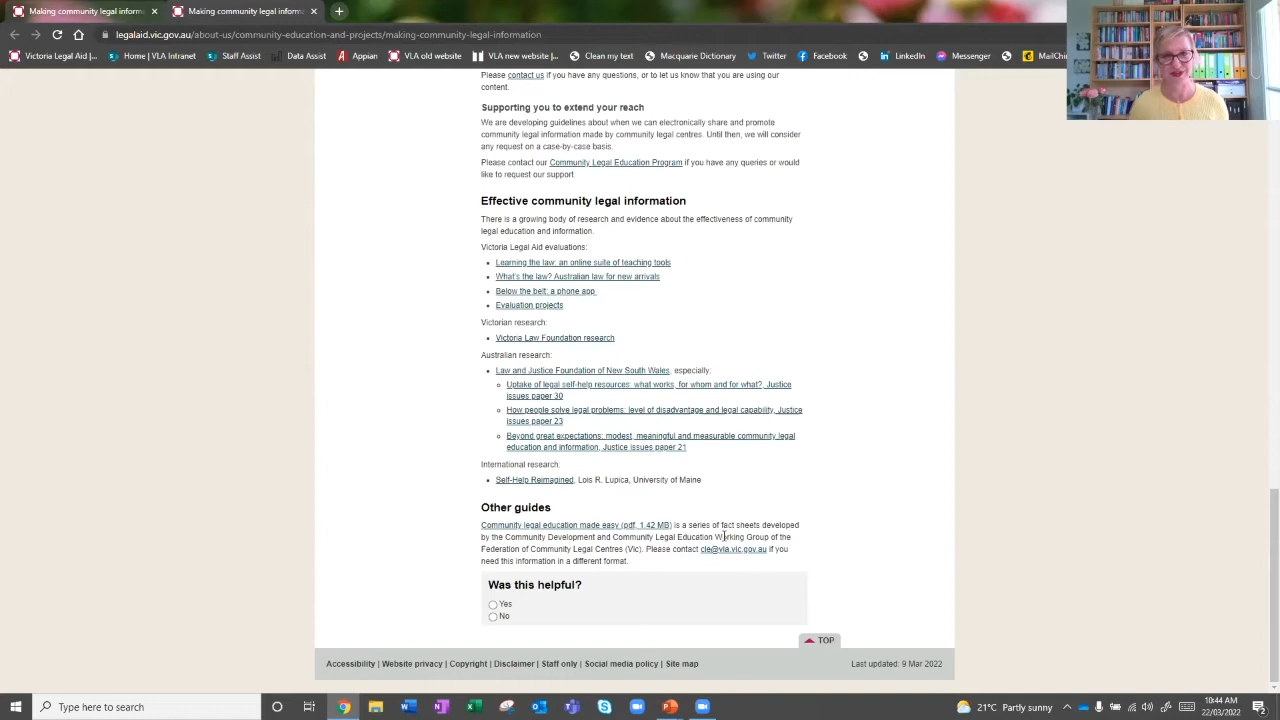 Making community legal informati
Making community legal informati
legalaid.vic.gov.au/about-us/community-education-and-projects/making-community-legal-information
Victoria Legal Aid |... Home | VLA Intranet Staff Assist Data Assist Appian VLA old website VLA new website |... Clean my text Macquarie Dictionary Twitter Facebook LinkedIn Messenger MailChi
Please contact us if you have any questions, or to let us know that you are using our
content.
Supporting you to extend your reach
We are developing guidelines about when we can electronically share and promote
community legal information made by community legal centres. Until then, we will consider
any request on a case-by-case basis.
Please contact our Community Legal Education Program if you have any queries or would
like to request our support
Effective community legal information
There is a growing body of research and evidence about the effectiveness of community
legal education and information.
Victoria Legal Aid evaluations:
Learning the law: an online suite of teaching tools
What's the law? Australian law for new arrivals
Below the belt: a phone app
Evaluation projects
Victorian research:
Victoria Law Foundation research
Australian research:
Law and Justice Foundation of New South Wales, especially:
Uptake of legal self-help resources: what works, for whom and for what?, Justice
issues paper 30
How people solve legal problems: level of disadvantage and legal capability, Justice
issues paper 23
Beyond great expectations: modest, meaningful and measurable community legal
education and information, Justice issues paper 21
International research:
Self-Help Reimagined, Lois R. Lupica, University of Maine
Other guides
Community legal education made easy (pdf, 1.42 MB) is a series of fact sheets developed
by the Community Development and Community Legal Education Working Group of the
Federation of Community Legal Centres (Vic). Please contact cle@vla.vic.gov.au if you
need this information in a different format.
Was this helpful?
Yes
No
TOP
Accessibility | Website privacy | Copyright | Disclaimer | Staff only | Social media policy | Site map
Last updated: 9 Mar 2022
Type here to search
21°C Mostly sunny
10:44 AM
22/03/2022